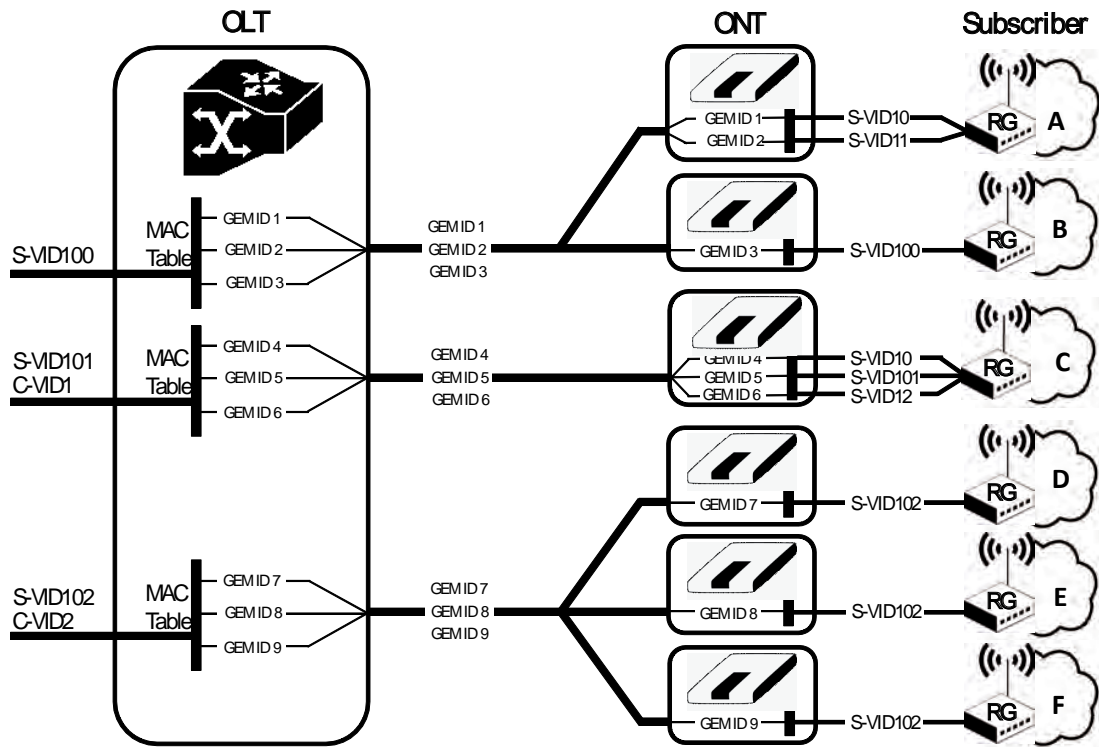 OLT
ONT
Subscriber
GEMID 1
GEMID 2
S-VID10
S-VID11
RG
A
S-VID100
MAC
Table
GEMID 1
GEMID 2
GEMID 3
GEMID 1
GEMID 2
GEMID 3
GEMID 3
S-VID100
RG
B
S-VID101
C-VID1
MAC
Table
GEMID 4
GEMID 5
GEMID 6
GEMID 4
GEMID 5
GEMID 6
GEMID 4
GEMID 5
GEMID 6
S-VID10
S-VID101
S-VID12
RG
C
GEMID 7
S-VID102
RG
D
S-VID102
C-VID2
MAC
Table
GEMID 7
GEMID 8
GEMID 9
GEMID 7
GEMID 8
GEMID 9
GEMID 8
S-VID102
RG
E
GEMID 9
S-VID102
RG
F